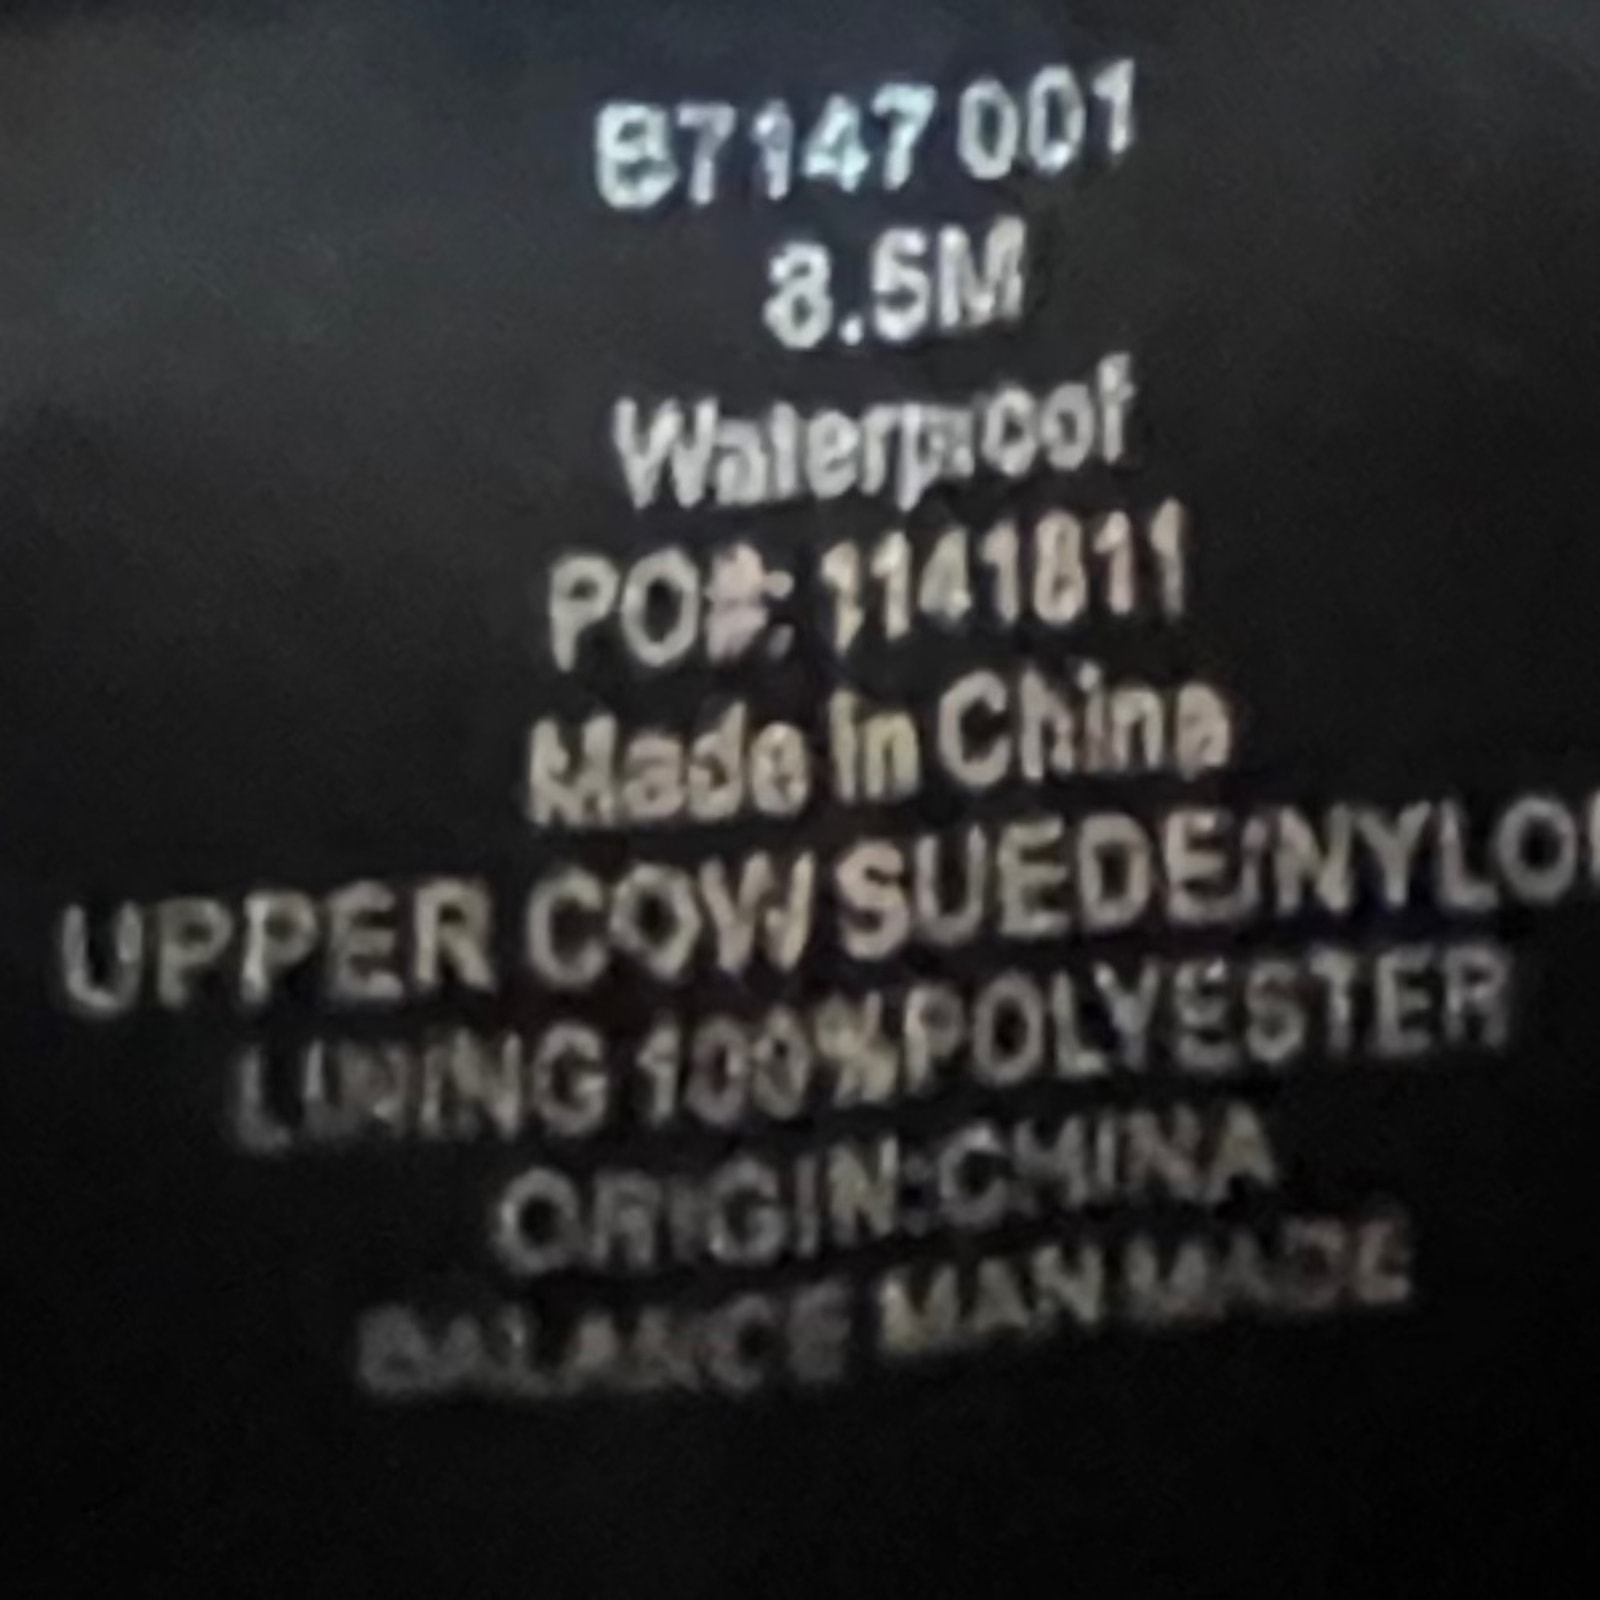 B7147 001
8.5M
Waterproof
PO#: 1141811
Made in China
UPPER COW SUEDE/NYLO
LINING 100%POLYESTER
ORIGIN:CHINA
BALANCE MAN MADE